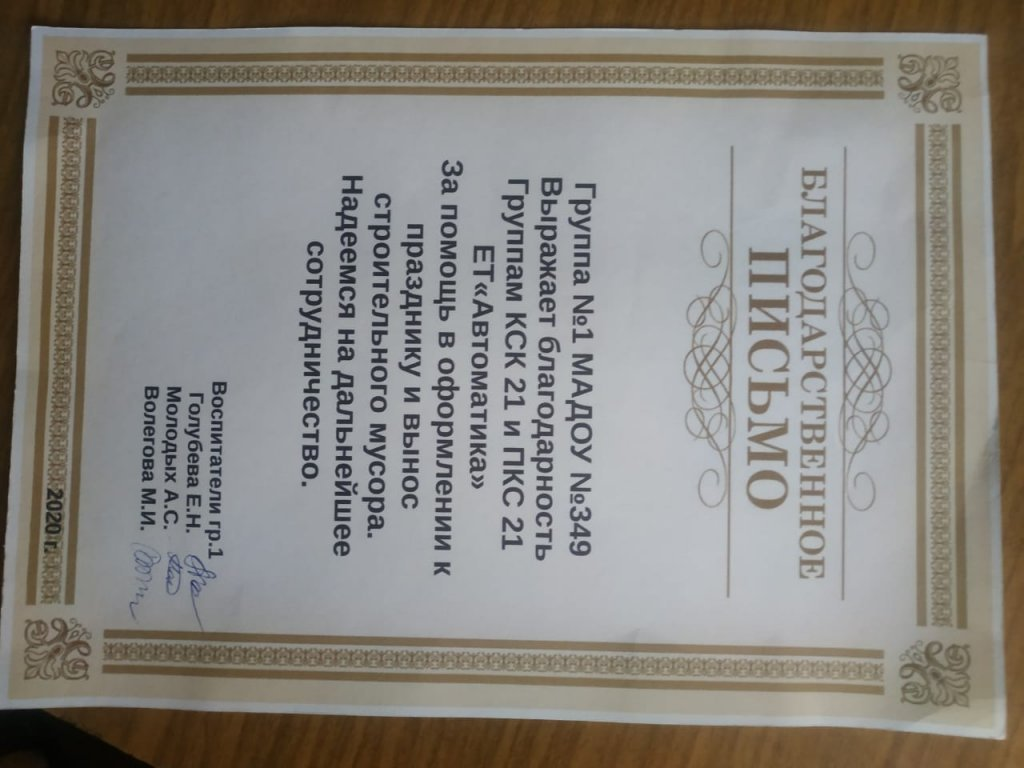 БЛАГОДАРСТВЕННОЕ
ПИСЬМО
Группа №1 МАДОУ №349
Выражает благодарность
Группам КСК 21 и ПКС 21
ЕТ«Автоматика»
За помощь в оформлении к
празднику и вынос
строительного мусора.
Надеемся на дальнейшее
сотрудничество.
Воспитатели гр.1
Голубева Е.Н.
Молодых А.С.
Волегова М.И.
2020 г.